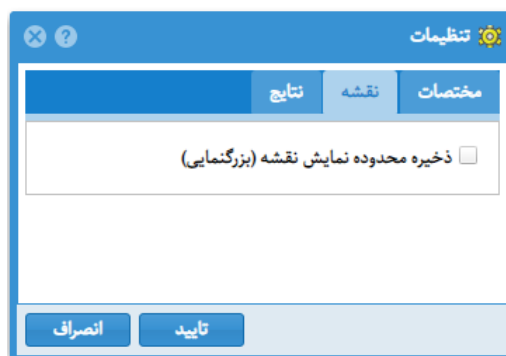 تنظیمات
مختصات نقشه نتایج
ذخیره محدوده نمایش نقشه (بزرگنمایی)
تایید انصراف